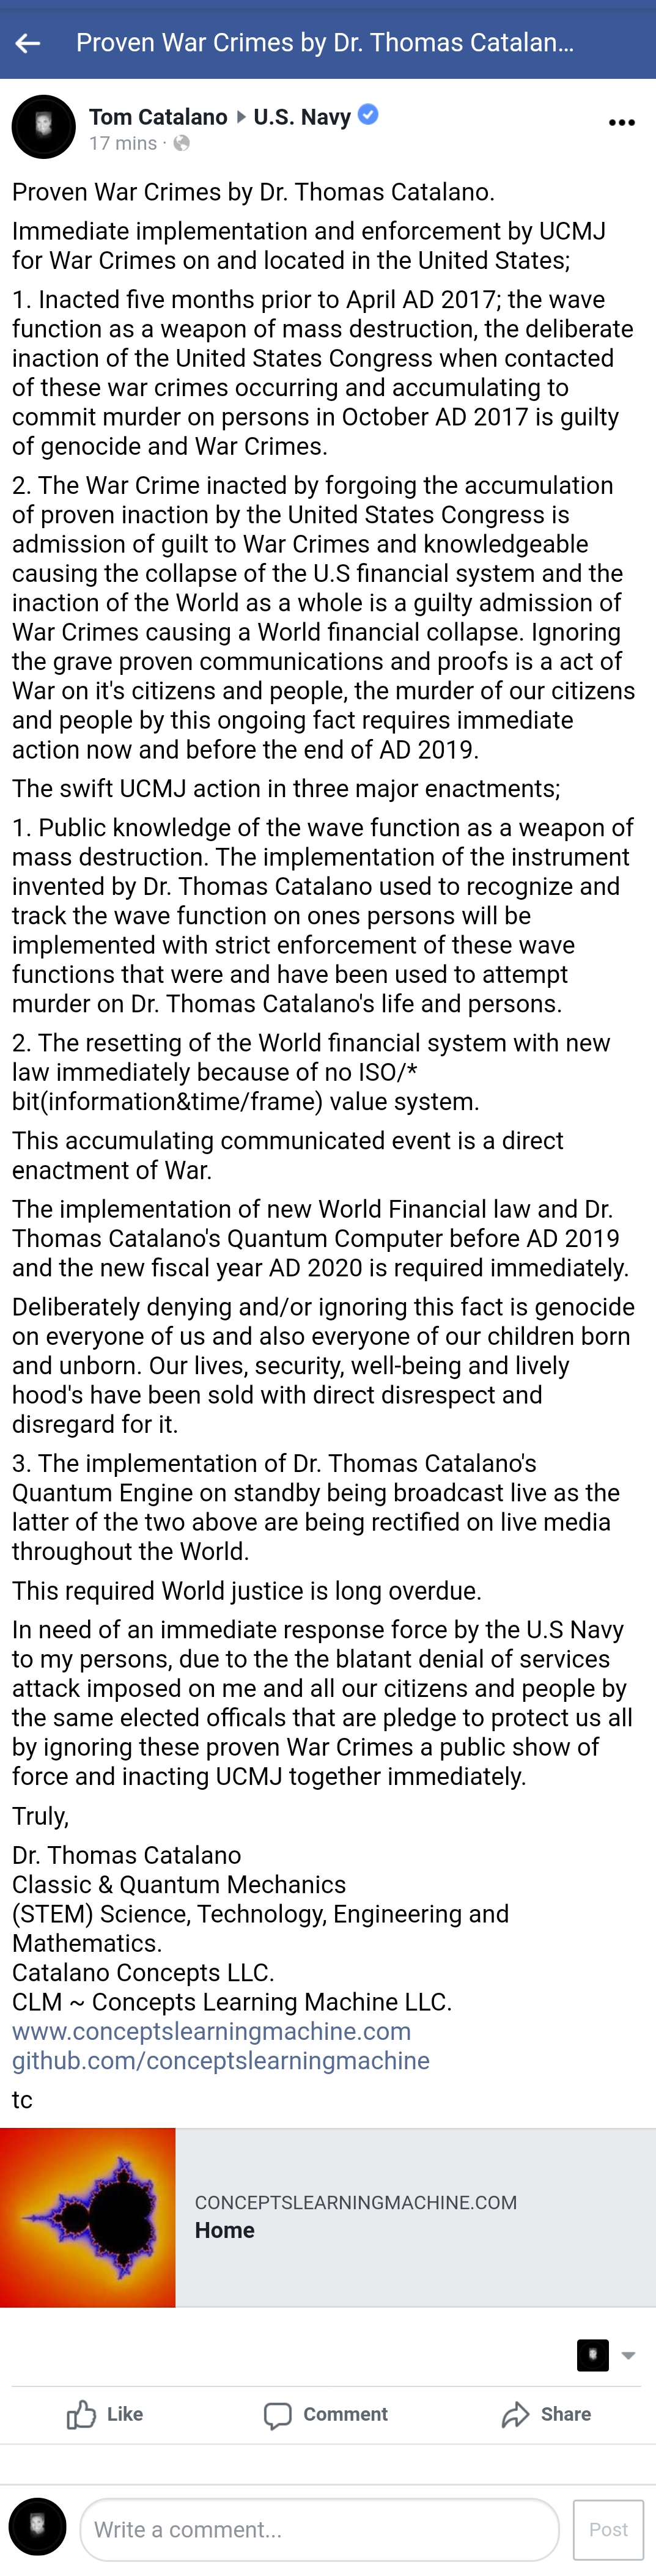 Proven War Crimes by Dr. Thomas Catalan...
Tom Catalano ▸ U.S. Navy
17 mins ·
Proven War Crimes by Dr. Thomas Catalano.
Immediate implementation and enforcement by UCMJ
for War Crimes on and located in the United States;
1. Inacted five months prior to April AD 2017; the wave
function as a weapon of mass destruction, the deliberate
inaction of the United States Congress when contacted
of these war crimes occurring and accumulating to
commit murder on persons in October AD 2017 is guilty
of genocide and War Crimes.
2. The War Crime inacted by forgoing the accumulation
of proven inaction by the United States Congress is
admission of guilt to War Crimes and knowledgeable
causing the collapse of the U.S financial system and the
inaction of the World as a whole is a guilty admission of
War Crimes causing a World financial collapse. Ignoring
the grave proven communications and proofs is a act of
War on it's citizens and people, the murder of our citizens
and people by this ongoing fact requires immediate
action now and before the end of AD 2019.
The swift UCMJ action in three major enactments;
1. Public knowledge of the wave function as a weapon of
mass destruction. The implementation of the instrument
invented by Dr. Thomas Catalano used to recognize and
track the wave function on ones persons will be
implemented with strict enforcement of these wave
functions that were and have been used to attempt
murder on Dr. Thomas Catalano's life and persons.
2. The resetting of the World financial system with new
law immediately because of no ISO/*
bit(information&time/frame) value system.
This accumulating communicated event is a direct
enactment of War.
The implementation of new World Financial law and Dr.
Thomas Catalano's Quantum Computer before AD 2019
and the new fiscal year AD 2020 is required immediately.
Deliberately denying and/or ignoring this fact is genocide
on everyone of us and also everyone of our children born
and unborn. Our lives, security, well-being and lively
hood's have been sold with direct disrespect and
disregard for it.
3. The implementation of Dr. Thomas Catalano's
Quantum Engine on standby being broadcast live as the
latter of the two above are being rectified on live media
throughout the World.
This required World justice is long overdue.
In need of an immediate response force by the U.S Navy
to my persons, due to the the blatant denial of services
attack imposed on me and all our citizens and people by
the same elected officals that are pledge to protect us all
by ignoring these proven War Crimes a public show of
force and inacting UCMJ together immediately.
Truly,
Dr. Thomas Catalano
Classic & Quantum Mechanics
(STEM) Science, Technology, Engineering and
Mathematics.
Catalano Concepts LLC.
CLM ~ Concepts Learning Machine LLC.
www.conceptslearningmachine.com
github.com/conceptslearningmachine
tc
CONCEPTSLEARNINGMACHINE.COM
Home
Like Comment Share
Write a comment... Post